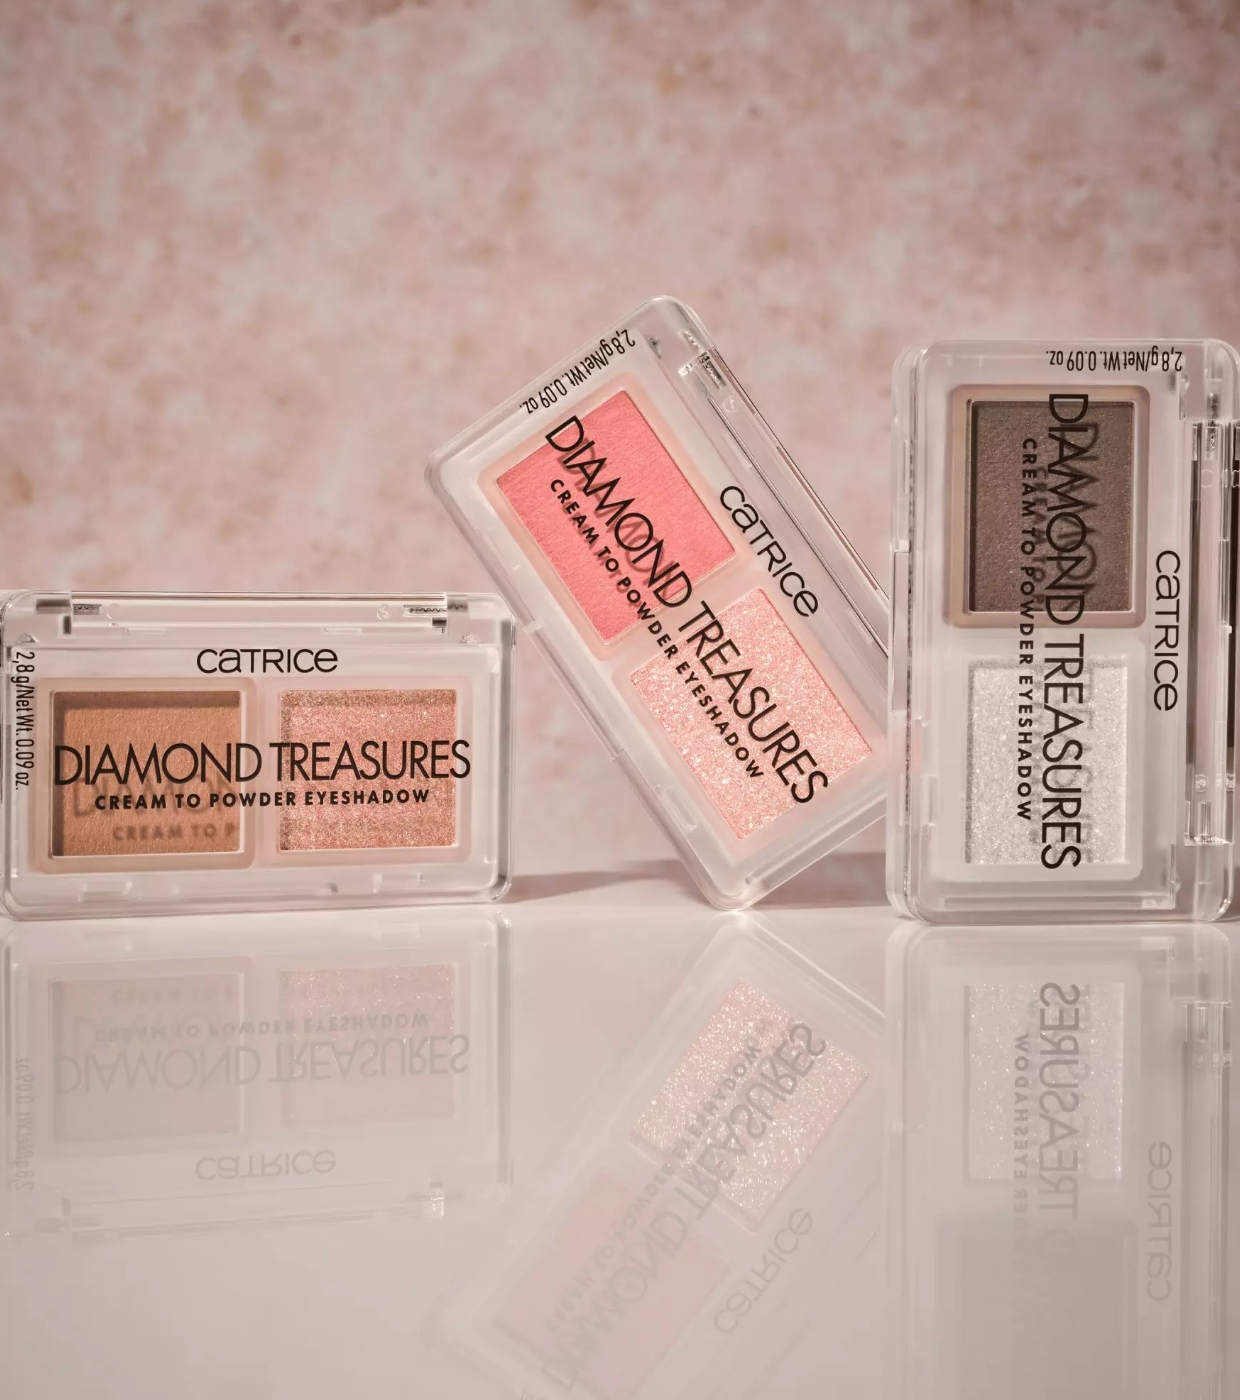 CATRICE
DIAMOND TREASURES
CREAM TO POWDER EYESHADOW
2,8 g/Net Wt. 0.09 oz.
CATRICE
DIAMOND TREASURES
CREAM TO POWDER EYESHADOW
2,8 g/Net Wt. 0.09 oz.
CATRICE
DIAMOND TREASURES
CREAM TO POWDER EYESHADOW
2,8 g/Net Wt. 0.09 oz.